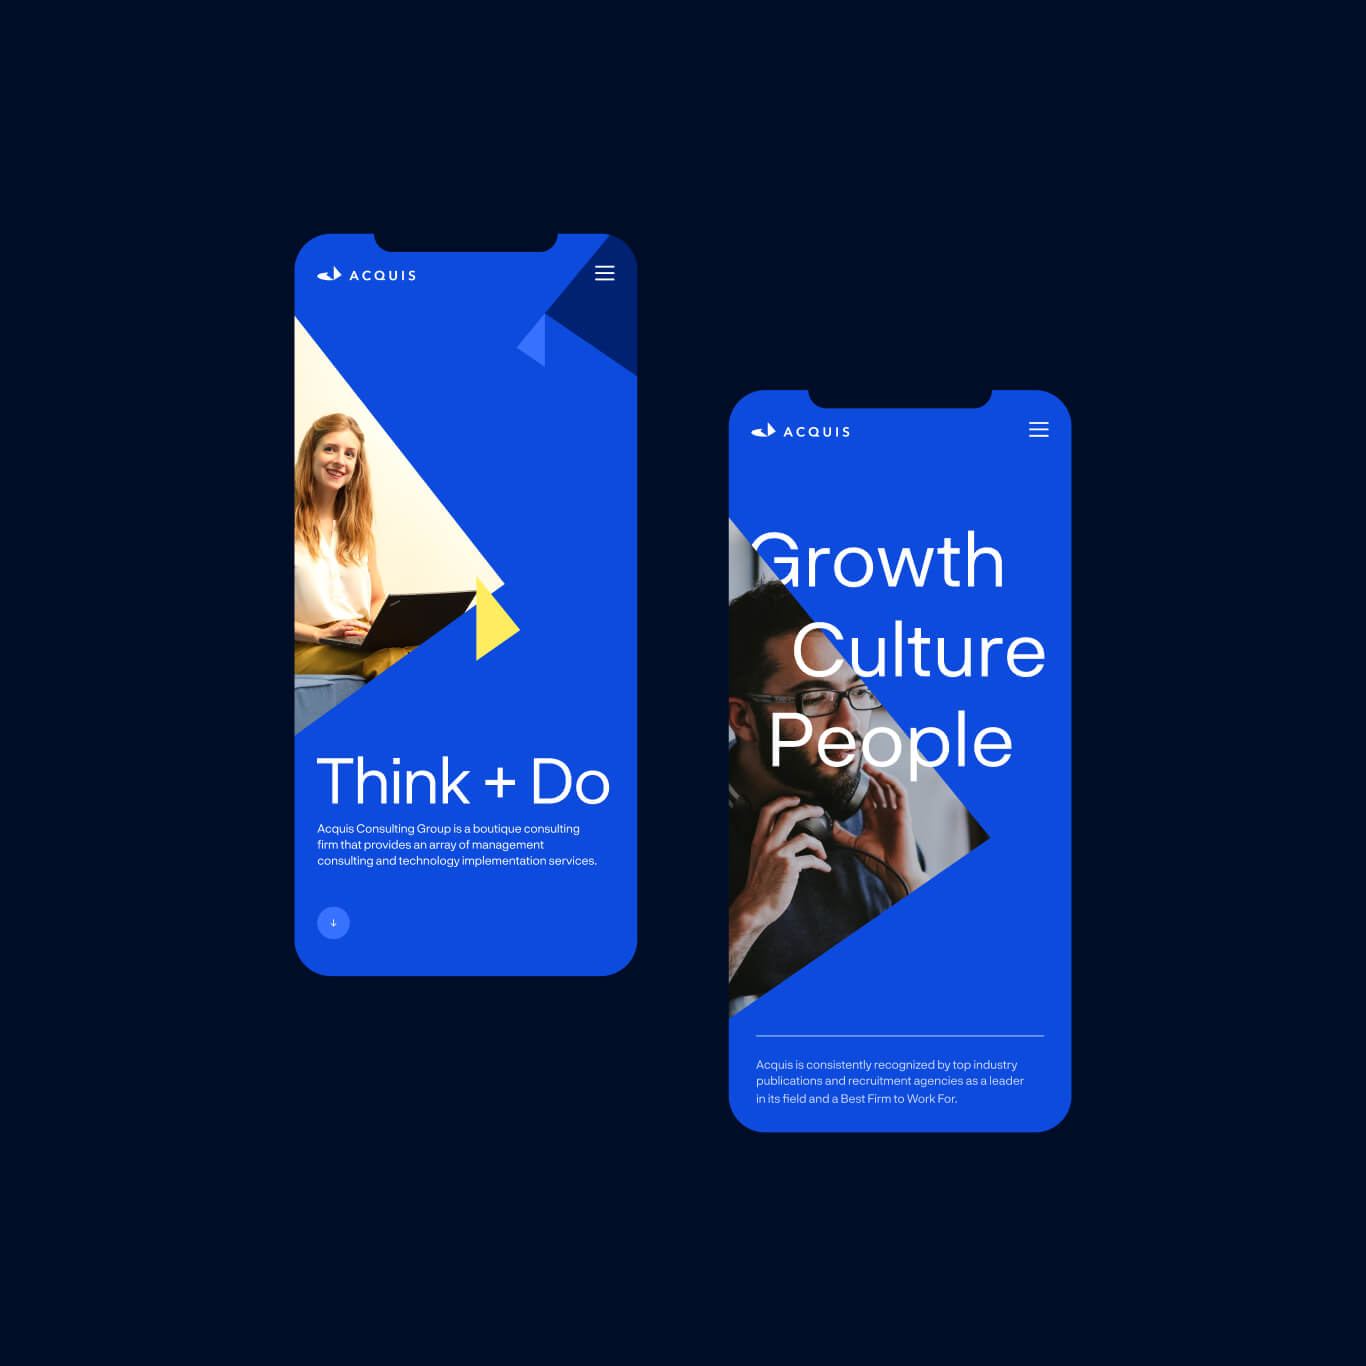 ACQUIS
Think + Do
Acquis Consulting Group is a boutique consulting
firm that provides an array of management
consulting and technology implementation services.
ACQUIS
Growth
Culture
People
Acquis is consistently recognized by top industry
publications and recruitment agencies as a leader
in its field and a Best Firm to Work For.